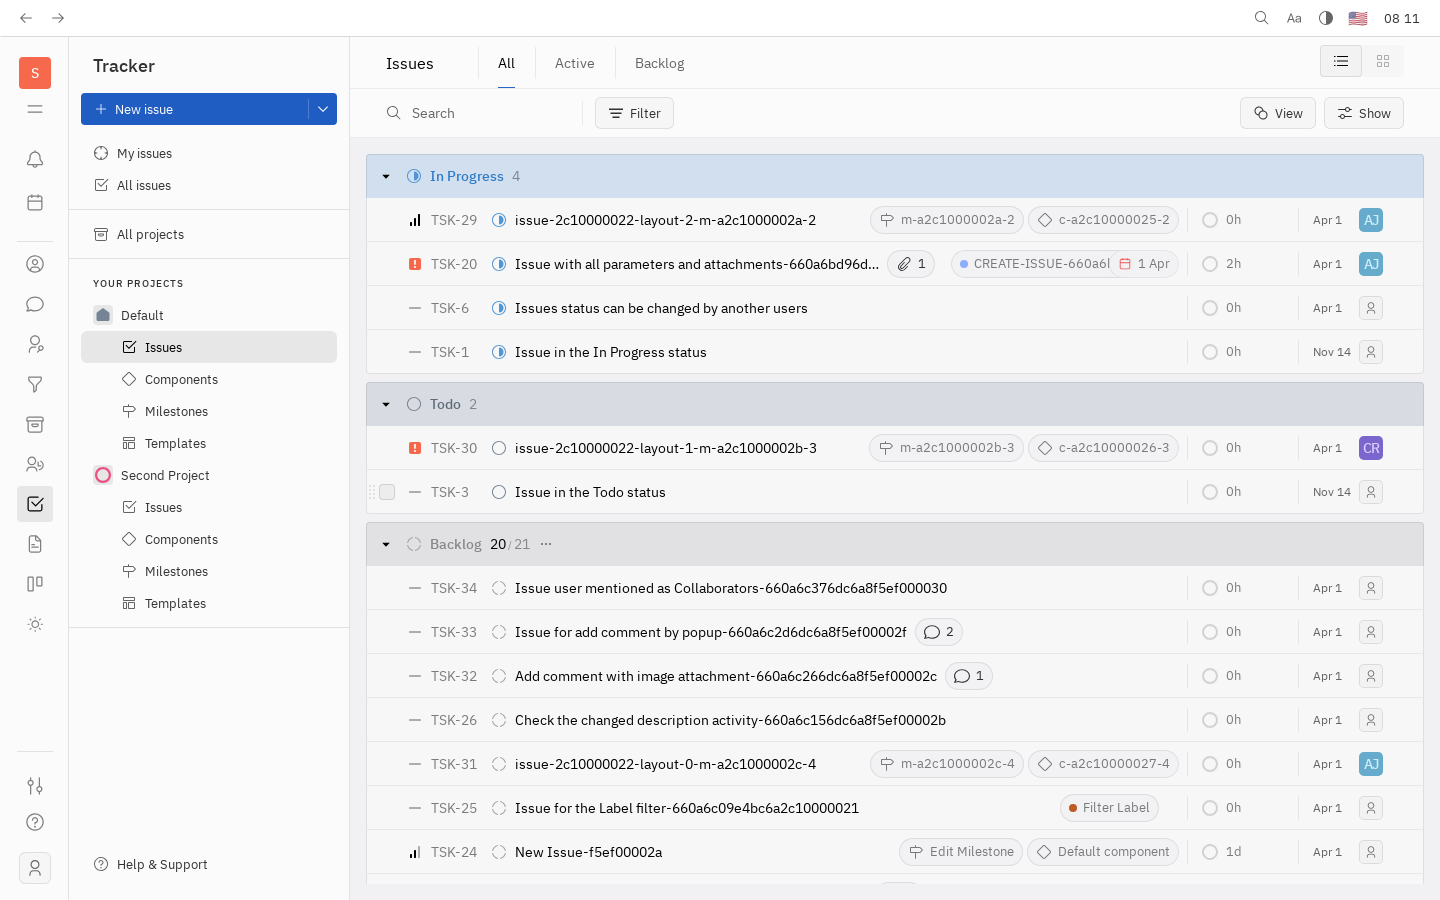 Aa
08 11
S
Tracker
New issue
My issues
All issues
All projects
YOUR PROJECTS
Default
Issues
Components
Milestones
Templates
Second Project
Issues
Components
Milestones
Templates
Help & Support
Issues
All
Active
Backlog
Search
Filter
View
Show
In Progress 4
TSK-29 issue-2c10000022-layout-2-m-a2c1000002a-2 m-a2c1000002a-2 c-a2c10000025-2 0h Apr 1 AJ
TSK-20 Issue with all parameters and attachments-660a6bd96d... 1 CREATE-ISSUE-660a6l 1 Apr 2h Apr 1 AJ
TSK-6 Issues status can be changed by another users 0h Apr 1
TSK-1 Issue in the In Progress status 0h Nov 14
Todo 2
TSK-30 issue-2c10000022-layout-1-m-a2c1000002b-3 m-a2c1000002b-3 c-a2c10000026-3 0h Apr 1 CR
TSK-3 Issue in the Todo status 0h Nov 14
Backlog 20/21 ...
TSK-34 Issue user mentioned as Collaborators-660a6c376dc6a8f5ef000030 0h Apr 1
TSK-33 Issue for add comment by popup-660a6c2d6dc6a8f5ef00002f 2 0h Apr 1
TSK-32 Add comment with image attachment-660a6c266dc6a8f5ef00002c 1 0h Apr 1
TSK-26 Check the changed description activity-660a6c156dc6a8f5ef00002b 0h Apr 1
TSK-31 issue-2c10000022-layout-0-m-a2c1000002c-4 m-a2c1000002c-4 c-a2c10000027-4 0h Apr 1 AJ
TSK-25 Issue for the Label filter-660a6c09e4bc6a2c10000021 Filter Label 0h Apr 1
TSK-24 New Issue-f5ef00002a Edit Milestone Default component 1d Apr 1